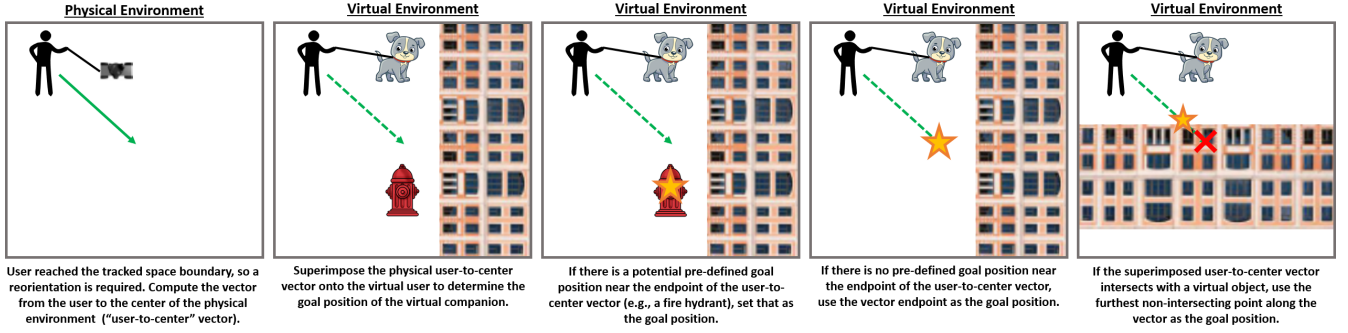 Physical Environment
User reached the tracked space boundary, so a
reorientation is required. Compute the vector
from the user to the center of the physical
environment  ("user-to-center" vector).
Virtual Environment
Superimpose the physical user-to-center
vector onto the virtual user to determine the
goal position of the virtual companion.
Virtual Environment
If there is a potential pre-defined goal
position near the endpoint of the user-to-
center vector (e.g., a fire hydrant), set that as
the goal position.
Virtual Environment
If there is no pre-defined goal position near
the endpoint of the user-to-center vector,
use the vector endpoint as the goal position.
Virtual Environment
If the superimposed user-to-center vector
intersects with a virtual object, use the
furthest non-intersecting point along the
vector as the goal position.